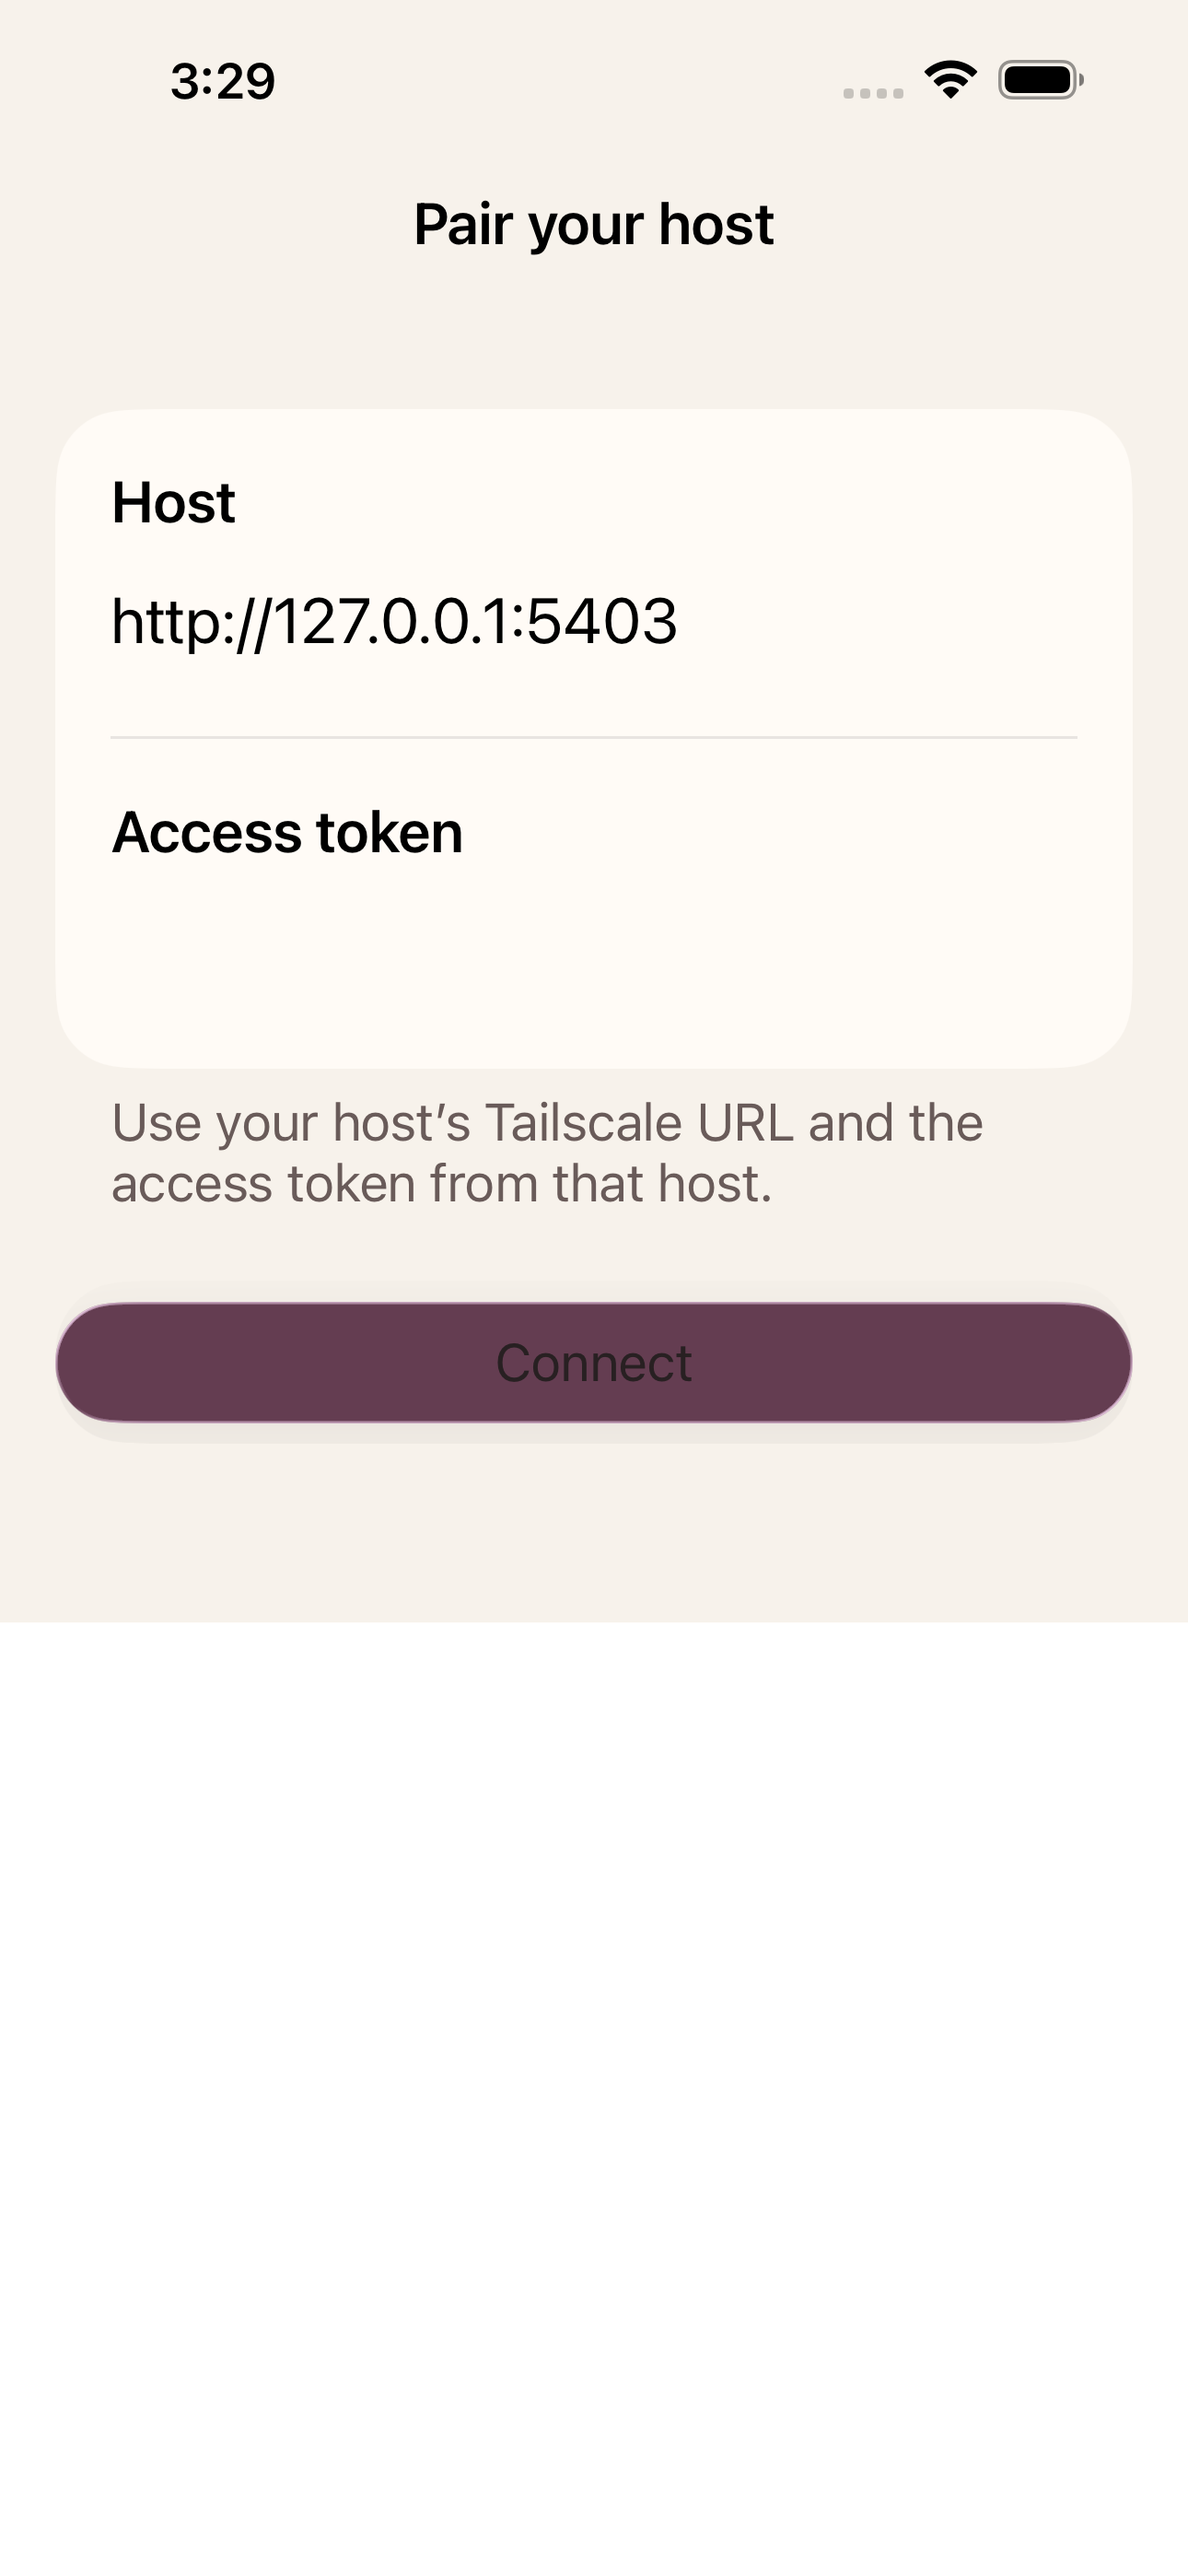 3:29
Pair your host
Host
http://127.0.0.1:5403
Access token
Use your host’s Tailscale URL and the
access token from that host.
Connect